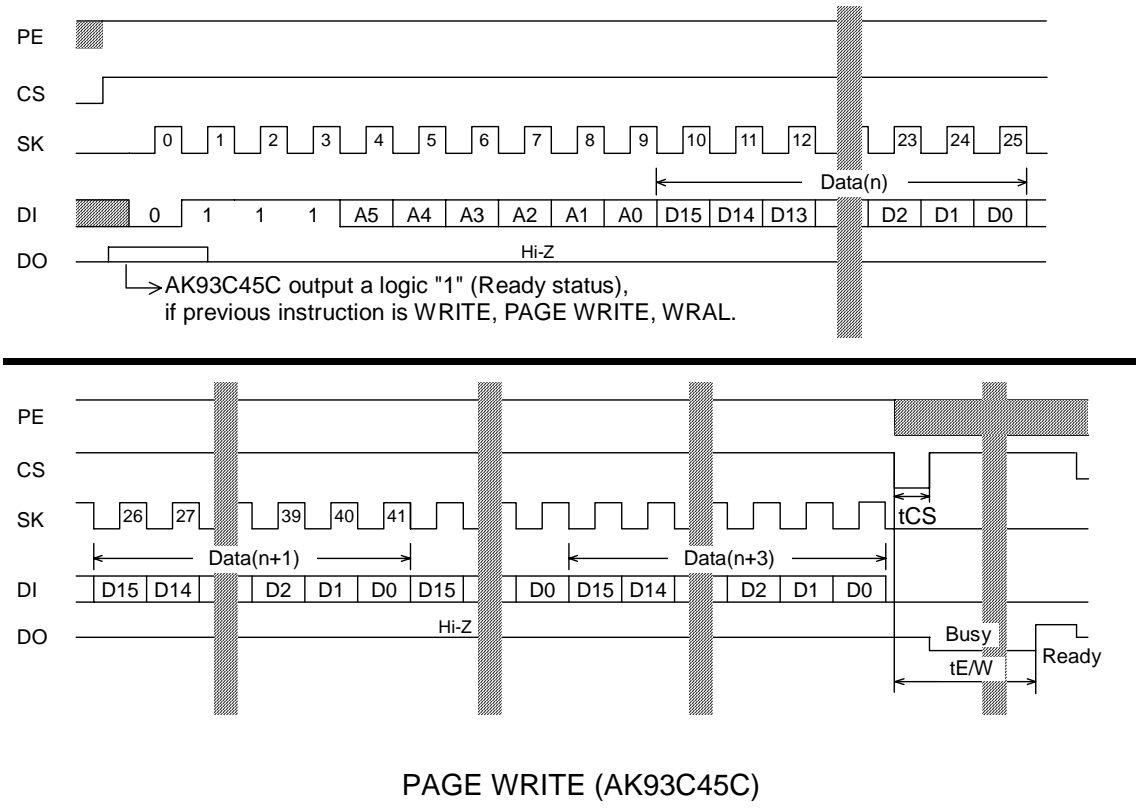 PE
CS
SK 0 1 2 3 4 5 6 7 8 9 10 11 12 23 24 25
Data(n)
DI 0 1 1 1 A5 A4 A3 A2 A1 A0 D15 D14 D13 D2 D1 D0
DO Hi-Z
AK93C45C output a logic "1" (Ready status),
if previous instruction is WRITE, PAGE WRITE, WRAL.
PE
CS
SK 26 27 39 40 41 tCS
Data(n+1) Data(n+3)
DI D15 D14 D2 D1 D0 D15 D0 D15 D14 D2 D1 D0
DO Hi-Z Busy
Ready
tE/W
PAGE WRITE (AK93C45C)